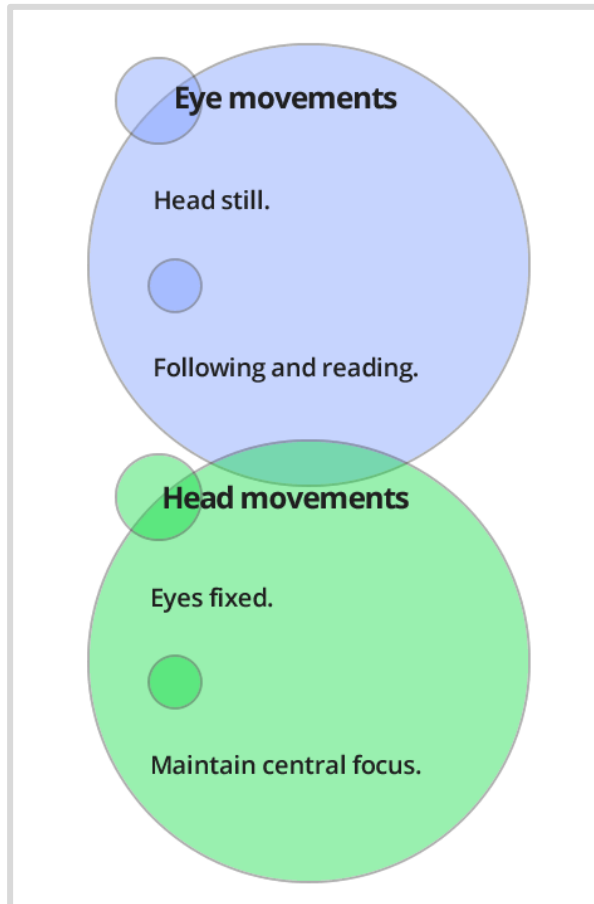 Eye movements
Head still.
Following and reading.
Head movements
Eyes fixed.
Maintain central focus.